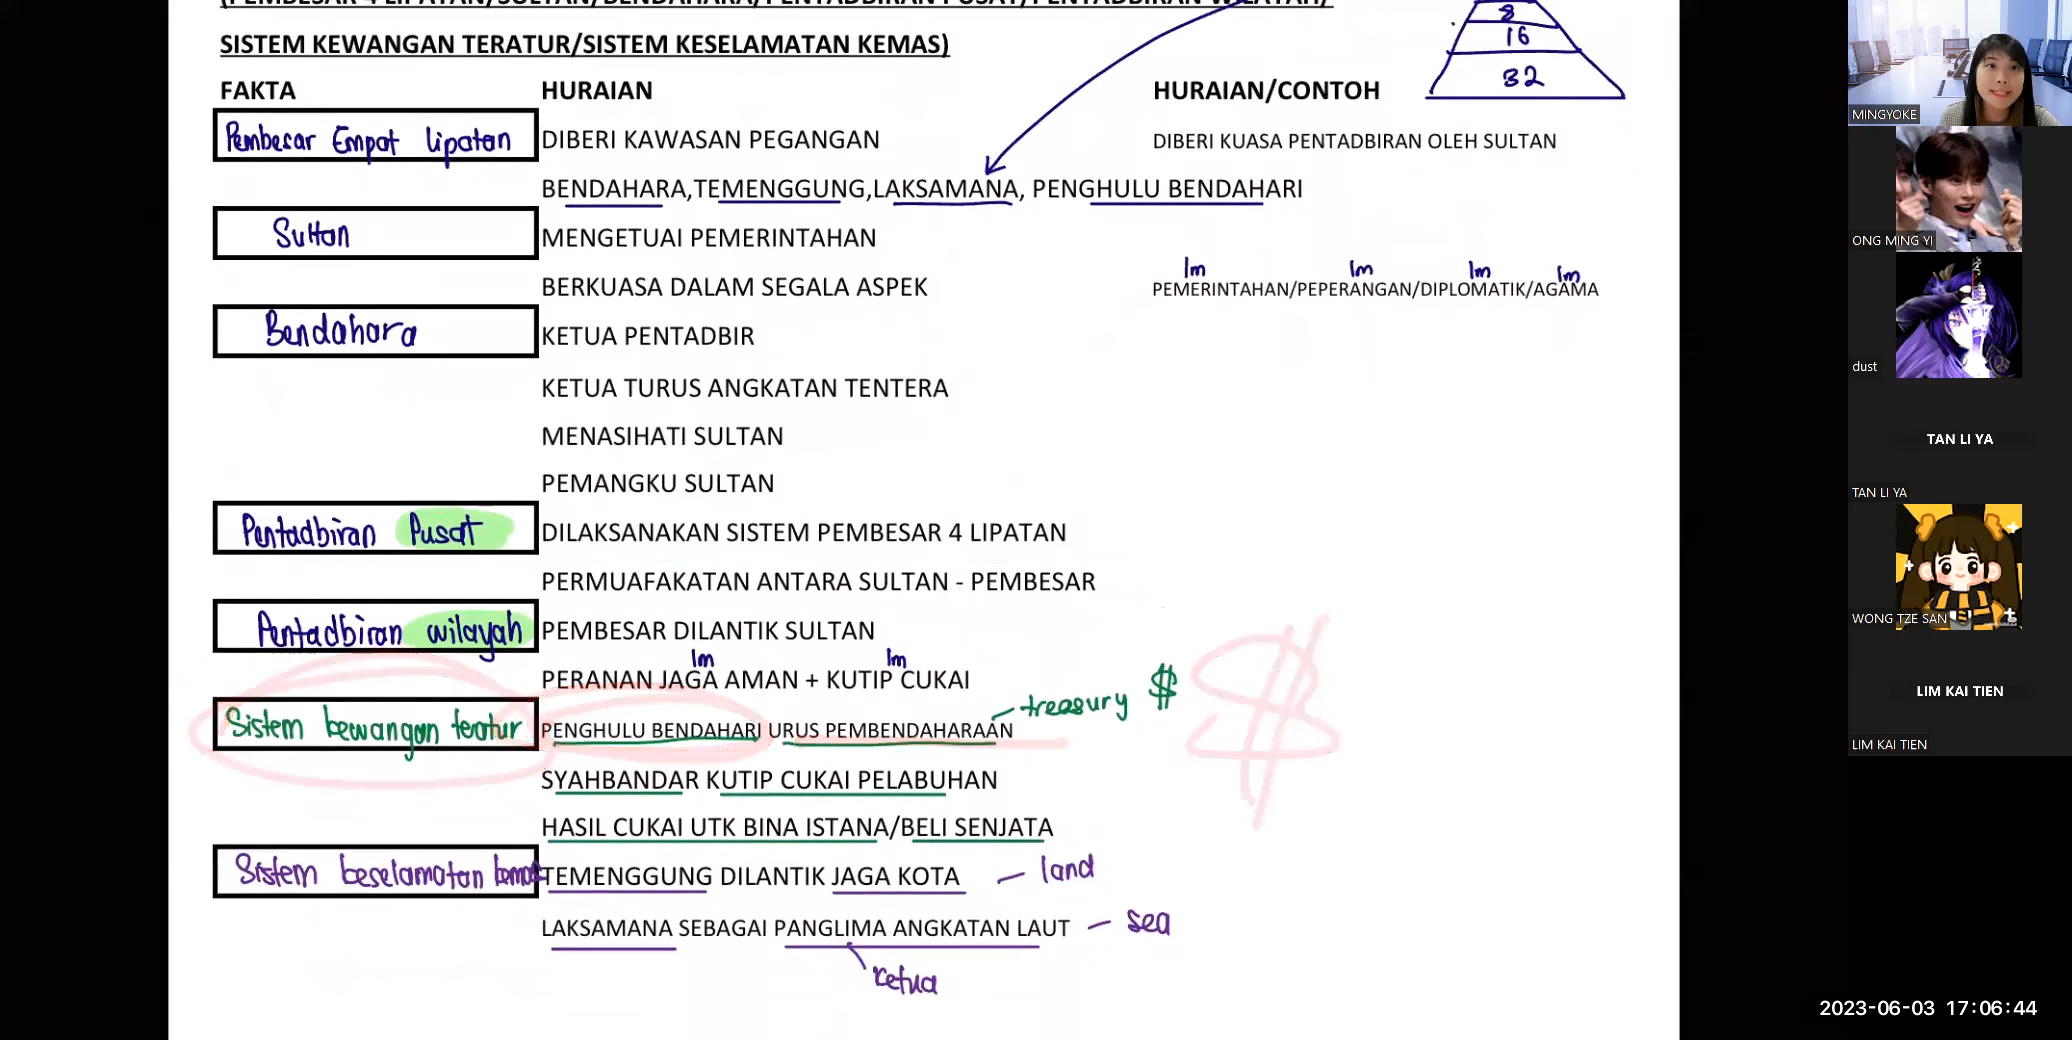 SISTEM KEWANGAN TERATUR/SISTEM KESELAMATAN KEMAS)
8
16
32
FAKTA HURAIAN HURAIAN/CONTOH
Pembesar Empat lipatan DIBERI KAWASAN PEGANGAN DIBERI KUASA PENTADBIRAN OLEH SULTAN
BENDAHARA,TEMENGGUNG,LAKSAMANA, PENGHULU BENDAHARI
Sultan MENGETUAI PEMERINTAHAN
1m 1m 1m 1m
BERKUASA DALAM SEGALA ASPEK PEMERINTAHAN/PEPERANGAN/DIPLOMATIK/AGAMA
Bendahara KETUA PENTADBIR
KETUA TURUS ANGKATAN TENTERA
MENASIHATI SULTAN
PEMANGKU SULTAN
Pentadbiran Pusat DILAKSANAKAN SISTEM PEMBESAR 4 LIPATAN
PERMUAFAKATAN ANTARA SULTAN - PEMBESAR
Pentadbiran wilayah PEMBESAR DILANTIK SULTAN
1m 1m
PERANAN JAGA AMAN + KUTIP CUKAI
treasury $ $
Sistem kewangan teratur PENGHULU BENDAHARI URUS PEMBENDAHARAAN
SYAHBANDAR KUTIP CUKAI PELABUHAN
HASIL CUKAI UTK BINA ISTANA/BELI SENJATA
Sistem keselamatan kemas TEMENGGUNG DILANTIK JAGA KOTA - land
LAKSAMANA SEBAGAI PANGLIMA ANGKATAN LAUT - sea
ketua
MINGYOKE
ONG MING YI
dust
TAN LI YA
TAN LI YA
WONG TZE SAN
LIM KAI TIEN
LIM KAI TIEN
2023-06-03 17:06:44